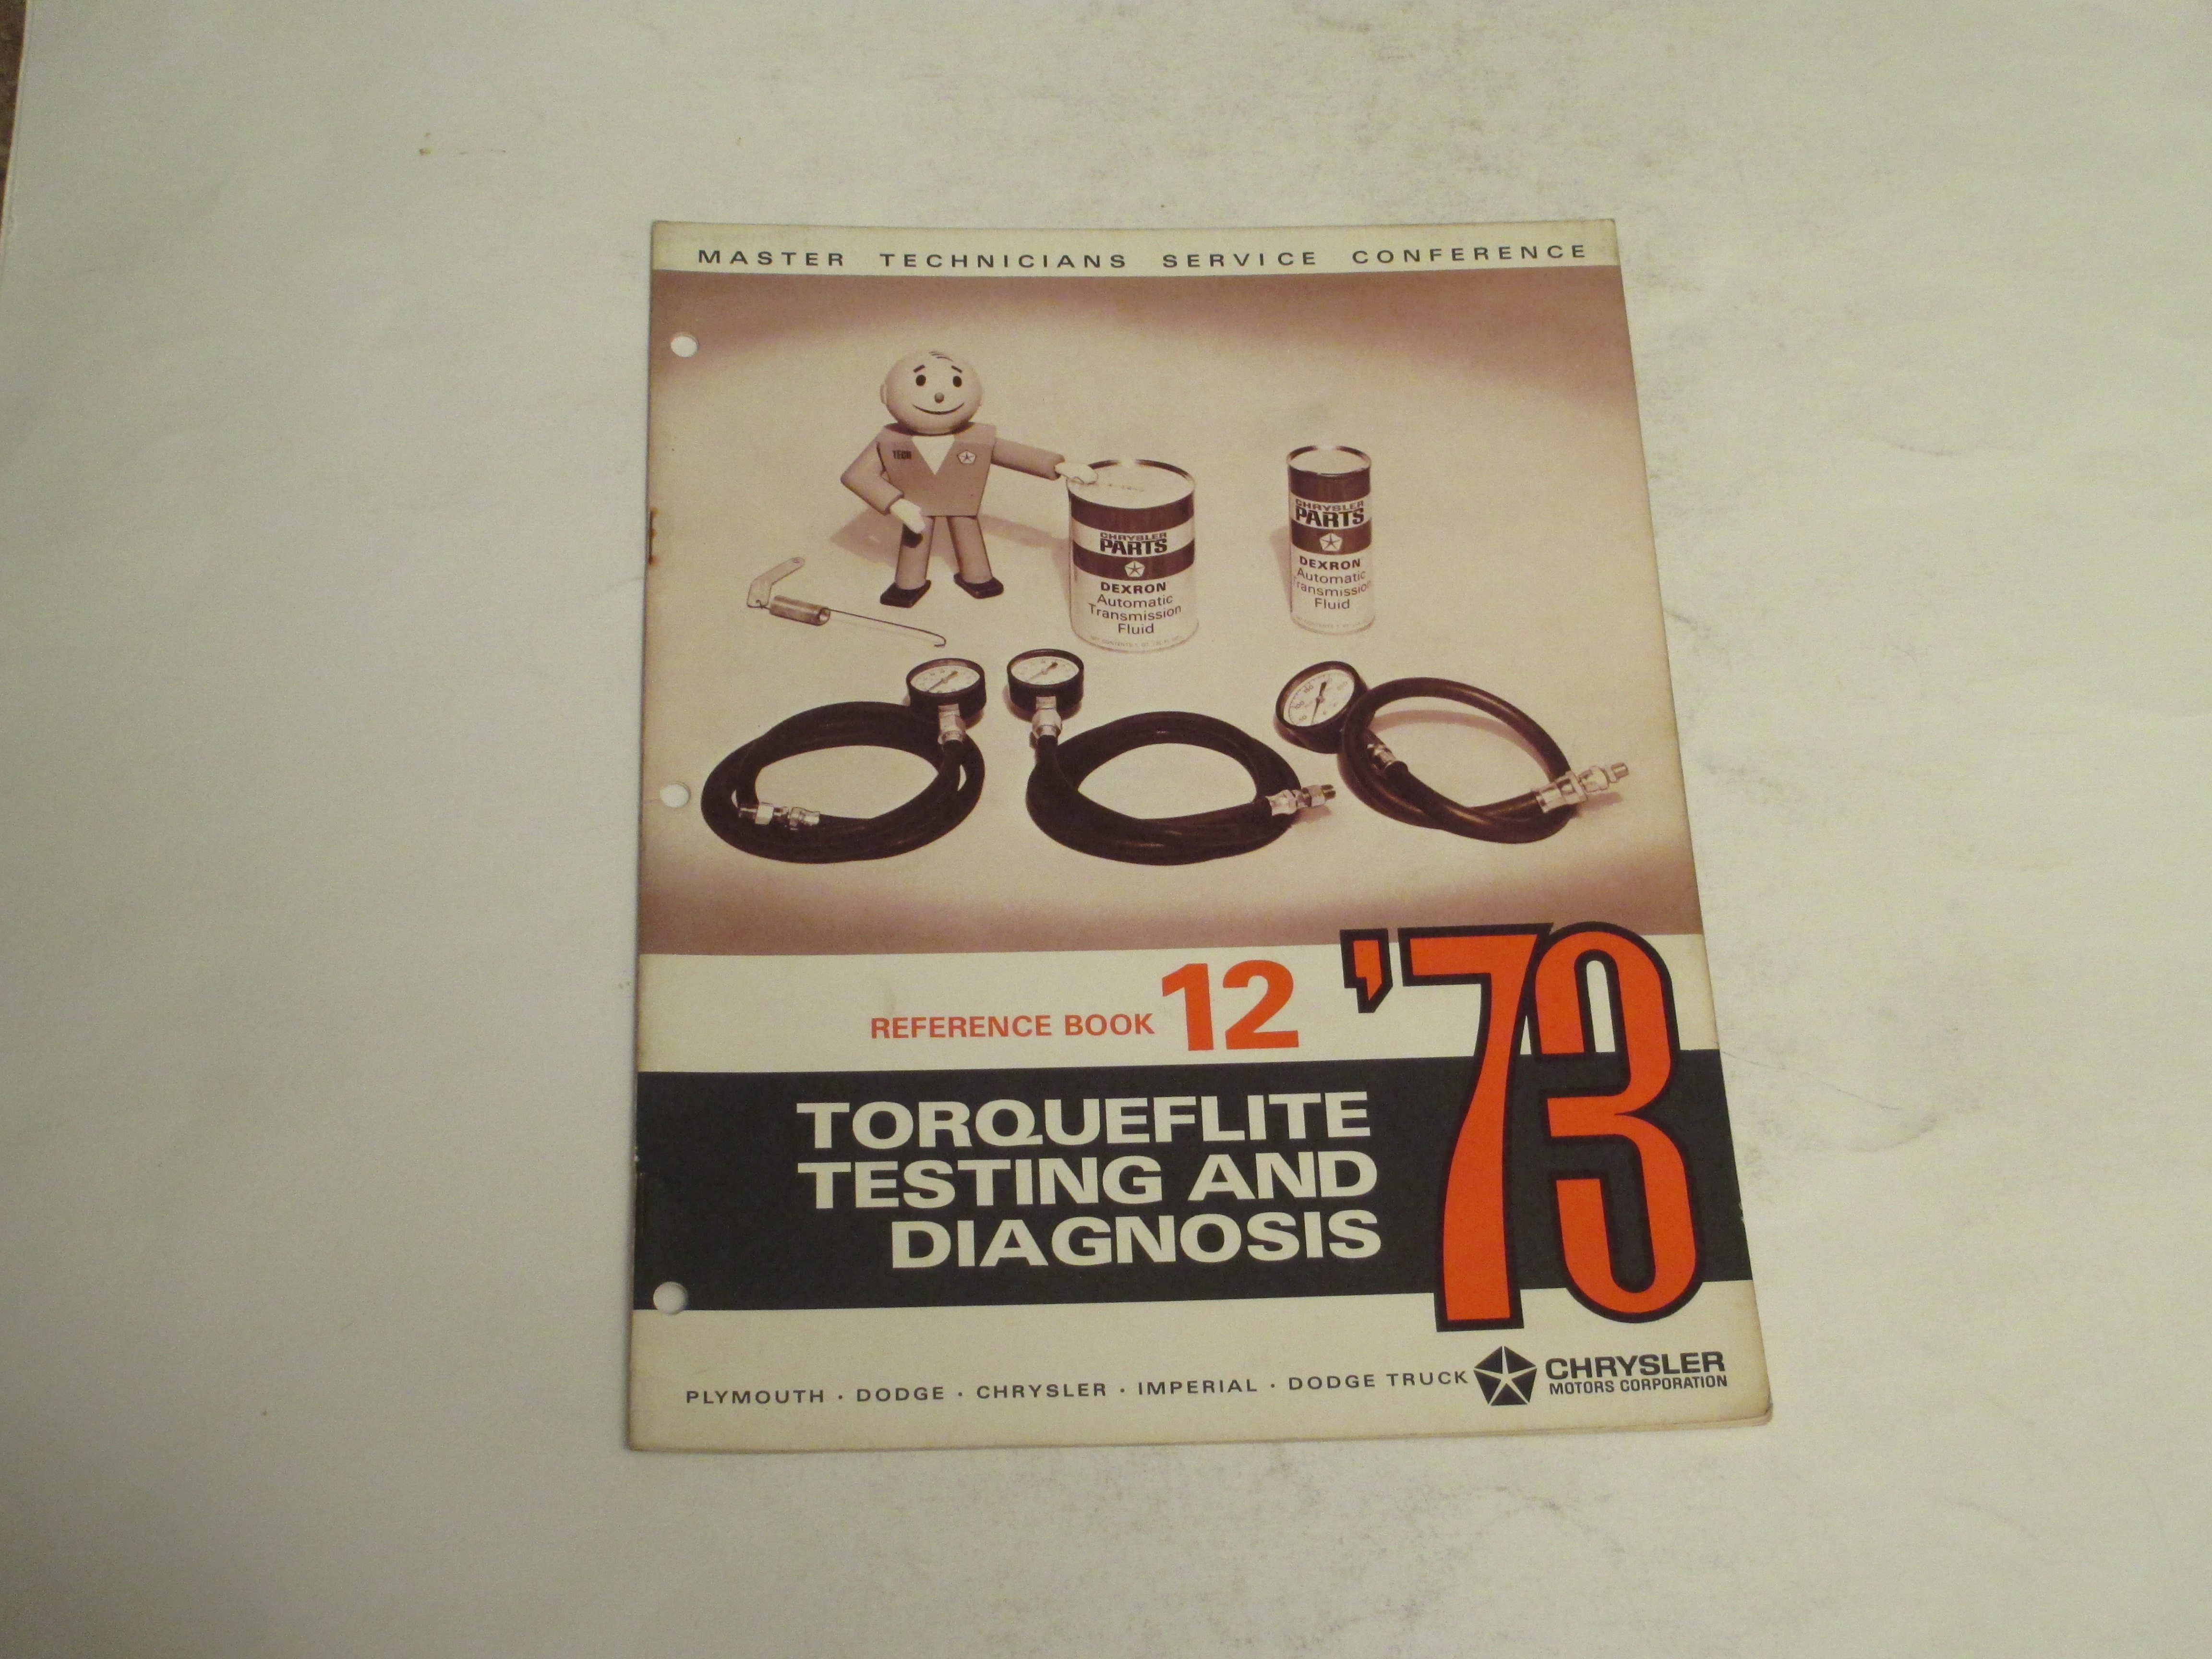 MASTER TECHNICIANS SERVICE CONFERENCE
TECH
CHRYSLER
PARTS
DEXRON
Automatic
Transmission
Fluid
CHRYSLER
PARTS
DEXRON
Automatic
Transmission
Fluid
REFERENCE BOOK 12
'73
TORQUEFLITE
TESTING AND
DIAGNOSIS
PLYMOUTH · DODGE · CHRYSLER · IMPERIAL · DODGE TRUCK
CHRYSLER
MOTORS CORPORATION